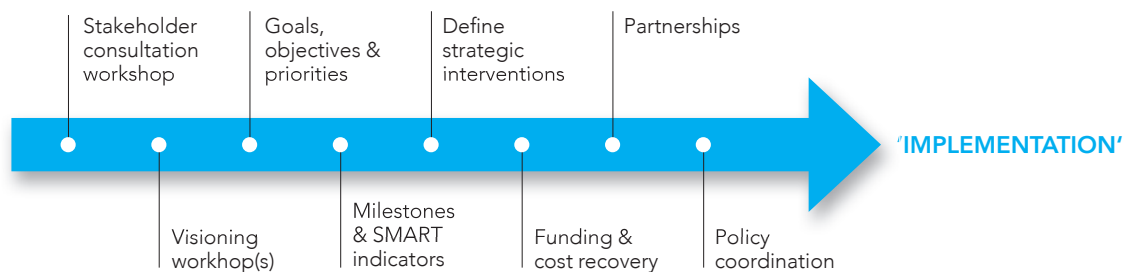 Stakeholder
consultation
workshop
Goals,
objectives &
priorities
Define
strategic
interventions
Partnerships
'IMPLEMENTATION'
Visioning
workhop(s)
Milestones
& SMART
indicators
Funding &
cost recovery
Policy
coordination